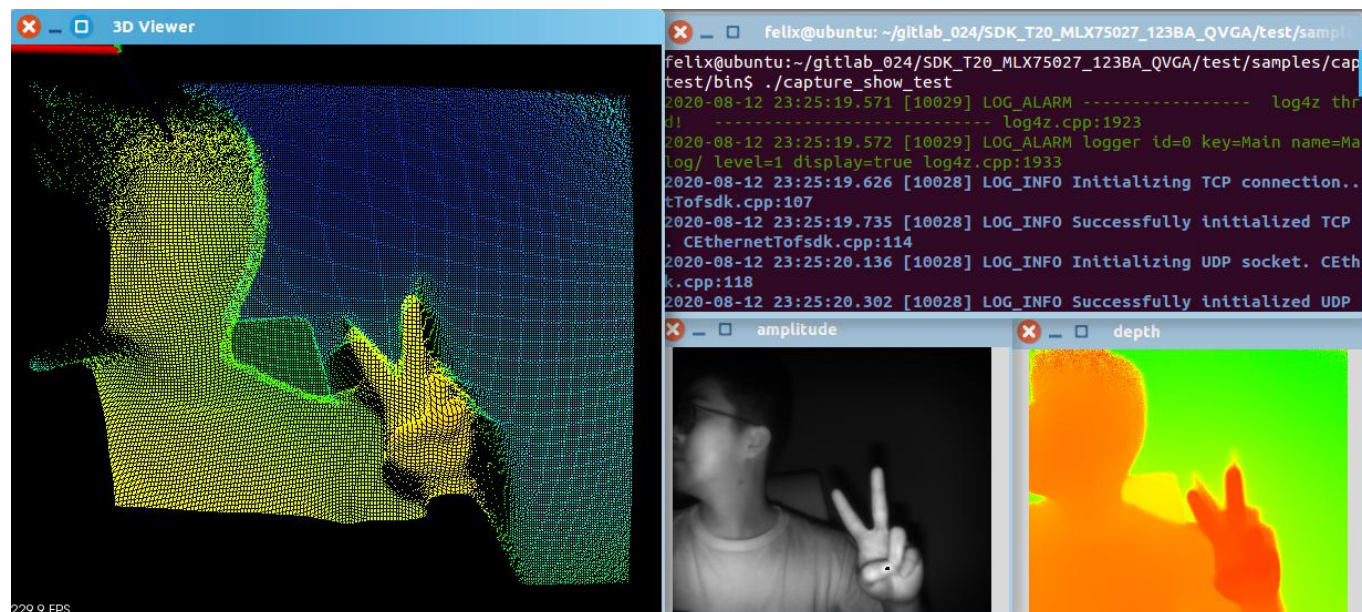 3D Viewer
229.9 FPS
felix@ubuntu: ~/gitlab_024/SDK_T20_MLX75027_123BA_QVGA/test/samp
felix@ubuntu:~/gitlab_024/SDK_T20_MLX75027_123BA_QVGA/test/samples/cap
test/bin$ ./capture_show_test
2020-08-12 23:25:19.571 [10029] LOG_ALARM ----------------- log4z thr
d! ---------------------------- log4z.cpp:1923
2020-08-12 23:25:19.572 [10029] LOG_ALARM logger id=0 key=Main name=Ma
log/ level=1 display=true log4z.cpp:1933
2020-08-12 23:25:19.626 [10028] LOG_INFO Initializing TCP connection..
tTofsdk.cpp:107
2020-08-12 23:25:19.735 [10028] LOG_INFO Successfully initialized TCP
. CEthernetTofsdk.cpp:114
2020-08-12 23:25:20.136 [10028] LOG_INFO Initializing UDP socket. CEth
k.cpp:118
2020-08-12 23:25:20.302 [10028] LOG_INFO Successfully initialized UDP
amplitude
depth